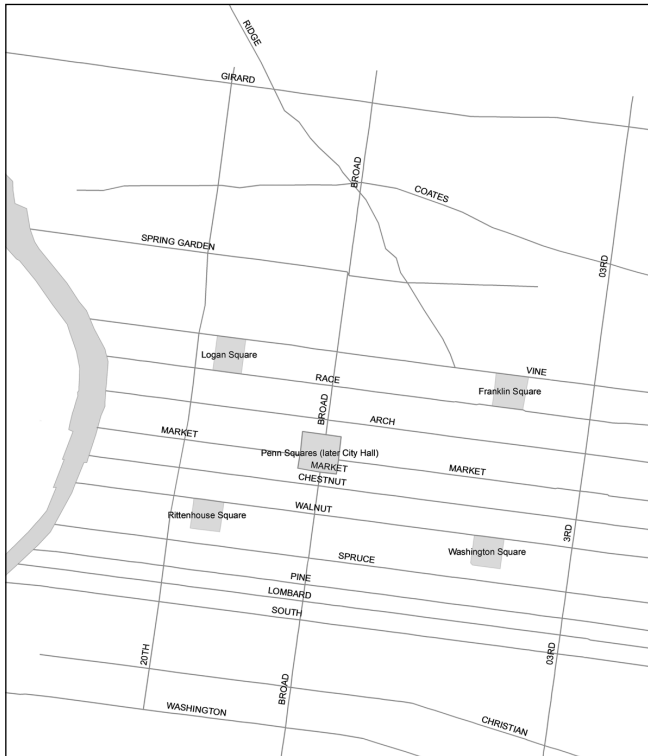 RIDGE
GIRARD
BROAD
COATES
SPRING GARDEN
03RD
Logan Square
VINE
RACE
Franklin Square
BROAD
ARCH
MARKET
Penn Squares (later City Hall)
MARKET
MARKET
CHESTNUT
WALNUT
Rittenhouse Square
3RD
Washington Square
SPRUCE
PINE
LOMBARD
SOUTH
20TH
03RD
BROAD
WASHINGTON
CHRISTIAN